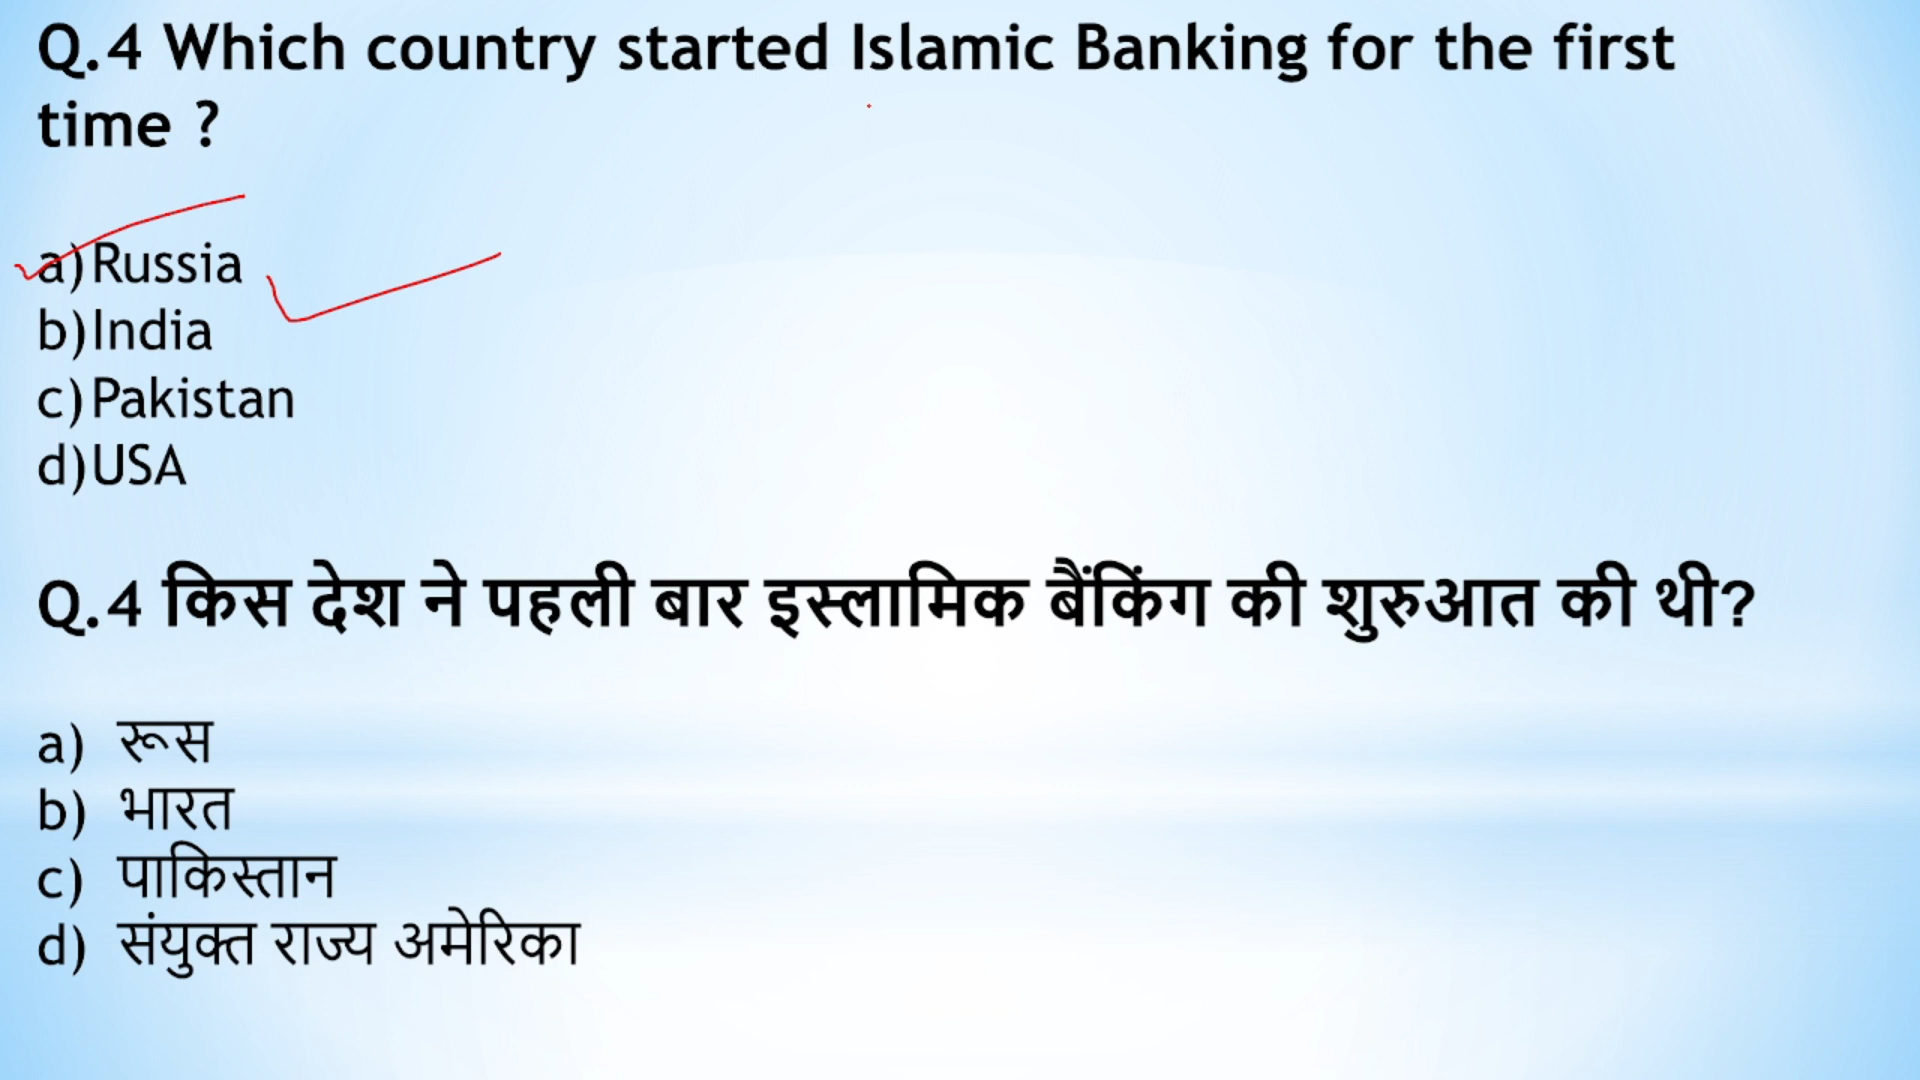 Q.4 Which country started Islamic Banking for the first
time ?
a) Russia
b) India
c) Pakistan
d) USA
Q.4 किस देश ने पहली बार इस्लामिक बैंकिंग की शुरुआत की थी?
a) रूस
b) भारत
c) पाकिस्तान
d) संयुक्त राज्य अमेरिका